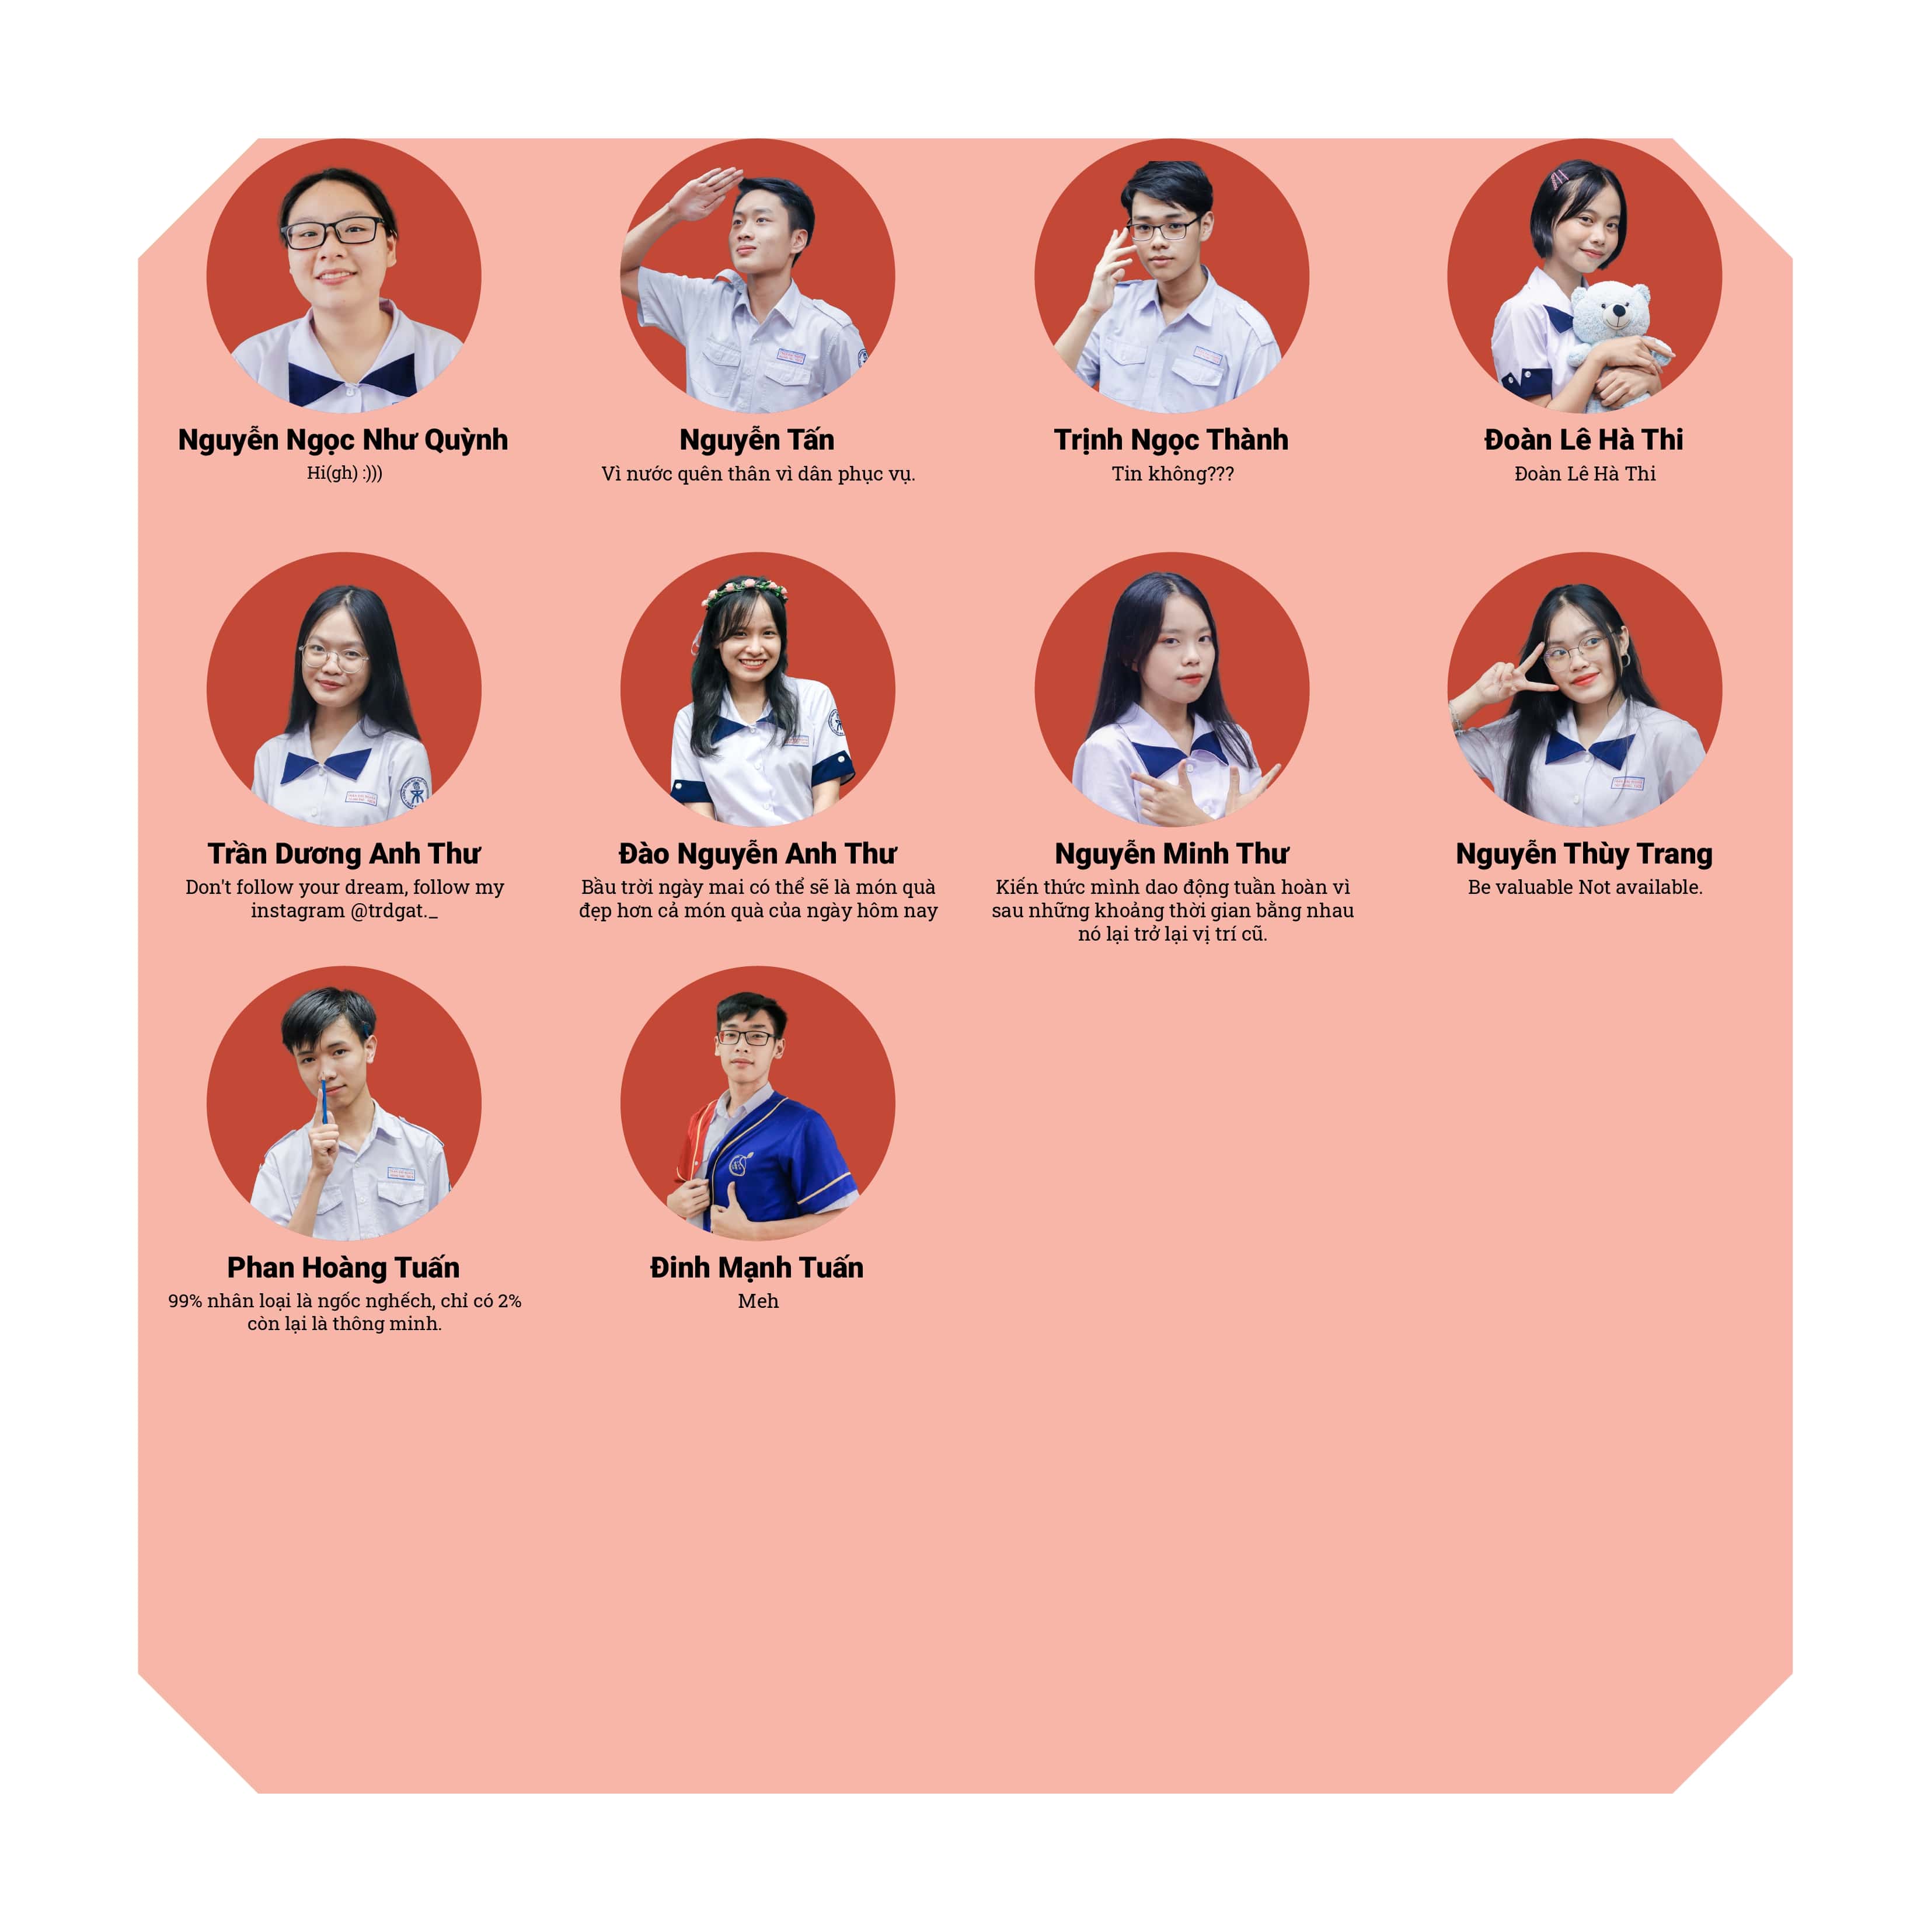 Nguyễn Ngọc Như Quỳnh
Hi(gh) :)))
Nguyễn Tấn
Vì nước quên thân vì dân phục vụ.
Trịnh Ngọc Thành
Tin không???
Đoàn Lê Hà Thi
Đoàn Lê Hà Thi
Trần Dương Anh Thư
Don't follow your dream, follow my
instagram @trdgat._
Đào Nguyễn Anh Thư
Bầu trời ngày mai có thể sẽ là món quà
đẹp hơn cả món quà của ngày hôm nay
Nguyễn Minh Thư
Kiến thức mình dao động tuần hoàn vì
sau những khoảng thời gian bằng nhau
nó lại trở lại vị trí cũ.
Nguyễn Thùy Trang
Be valuable Not available.
Phan Hoàng Tuấn
99% nhân loại là ngốc nghếch, chỉ có 2%
còn lại là thông minh.
Đinh Mạnh Tuấn
Meh